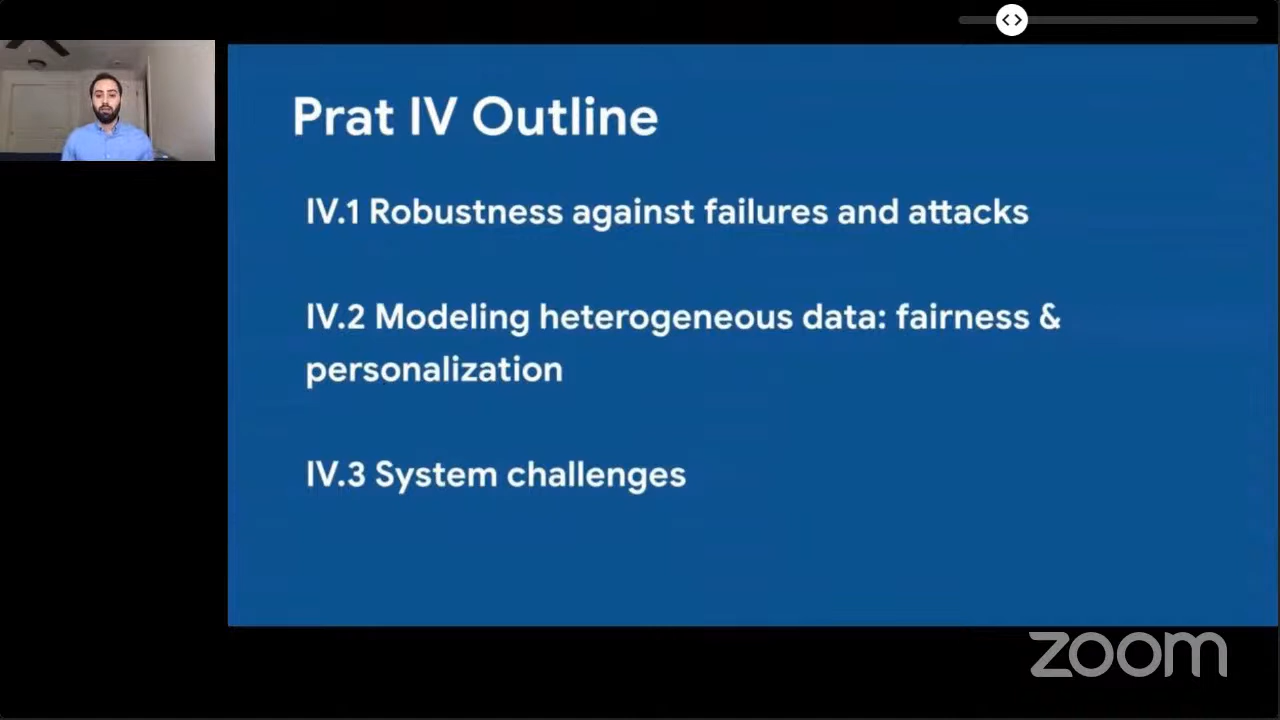 Prat IV Outline
IV.1 Robustness against failures and attacks
IV.2 Modeling heterogeneous data: fairness &
personalization
IV.3 System challenges
zoom